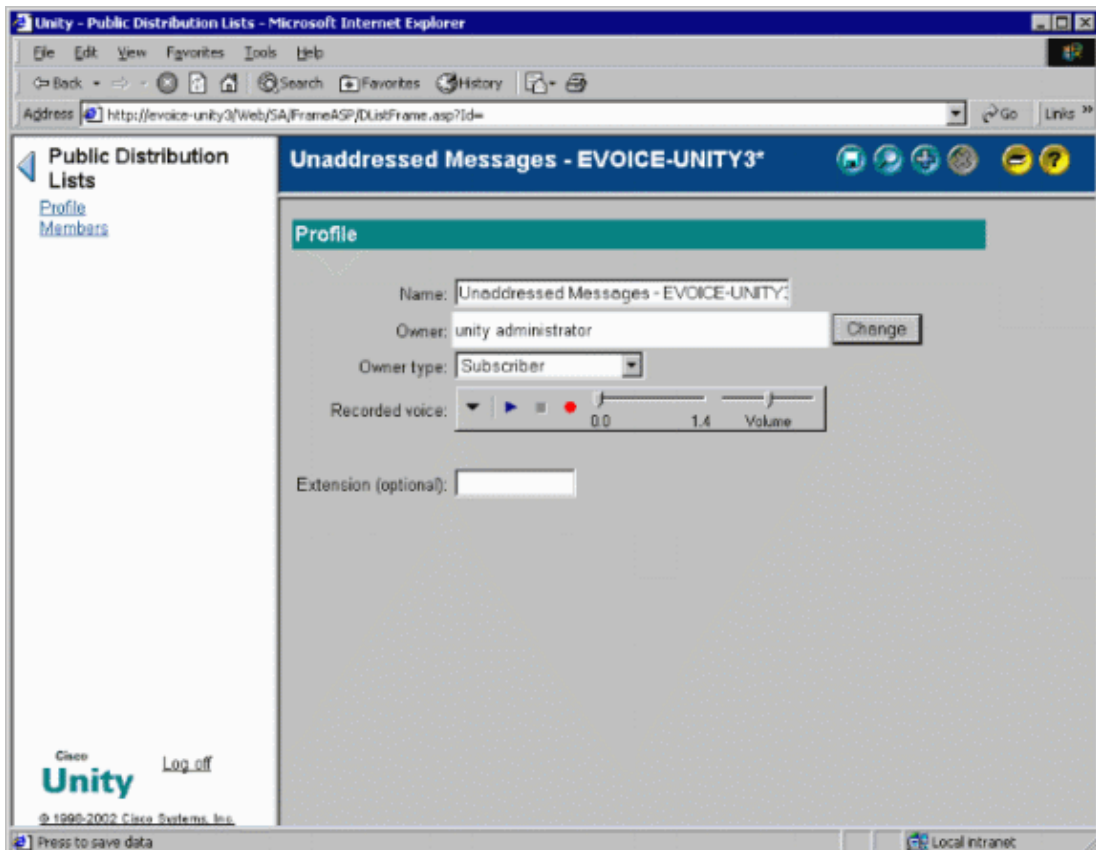 Unity - Public Distribution Lists - Microsoft Internet Explorer
File Edit View Favorites Tools Help
Back Search Favorites History
Address http://evoice-unity3/Web/SA/FrameASP/DListFrame.asp?Id= Go Links »
Public Distribution Lists
Profile
Members
Unaddressed Messages - EVOICE-UNITY3*
Profile
Name: Unaddressed Messages - EVOICE-UNITY3
Owner: unity administrator Change
Owner type: Subscriber
Recorded voice: 0.0 1.4 Volume
Extension (optional):
Cisco
Unity
Log off
© 1998-2002 Cisco Systems, Inc.
Press to save data Local intranet